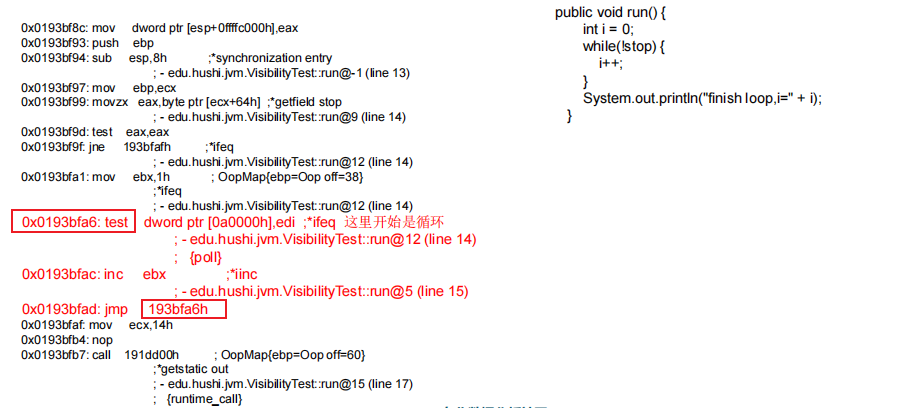 0x0193bf8c: mov dword ptr [esp+0ffffc000h],eax
0x0193bf93: push ebp
0x0193bf94: sub esp,8h ;*synchronization entry
; - edu.hushi.jvm.VisibilityTest::run@-1 (line 13)
0x0193bf97: mov ebp,ecx
0x0193bf99: movzx eax,byte ptr [ecx+64h] ;*getfield stop
; - edu.hushi.jvm.VisibilityTest::run@9 (line 14)
0x0193bf9d: test eax,eax
0x0193bf9f: jne 193bfafh ;*ifeq
; - edu.hushi.jvm.VisibilityTest::run@12 (line 14)
0x0193bfa1: mov ebx,1h ; OopMap{ebp=Oop off=38}
;*ifeq
; - edu.hushi.jvm.VisibilityTest::run@12 (line 14)
0x0193bfa6: test dword ptr [0a0000h],edi ;*ifeq 这里开始是循环
; - edu.hushi.jvm.VisibilityTest::run@12 (line 14)
; {poll}
0x0193bfac: inc ebx ;*iinc
; - edu.hushi.jvm.VisibilityTest::run@5 (line 15)
0x0193bfad: jmp 193bfa6h
0x0193bfaf: mov ecx,14h
0x0193bfb4: nop
0x0193bfb7: call 191dd00h ; OopMap{ebp=Oop off=60}
;*getstatic out
; - edu.hushi.jvm.VisibilityTest::run@15 (line 17)
; {runtime_call}
public void run() {
int i = 0;
while(!stop) {
i++;
}
System.out.println("finish loop,i=" + i);
}